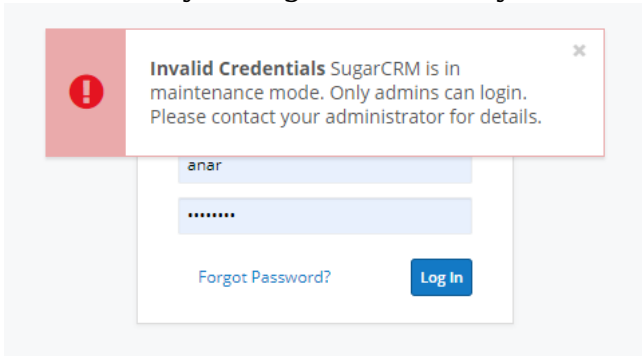 Invalid Credentials SugarCRM is in
maintenance mode. Only admins can login.
Please contact your administrator for details.
anar
Forgot Password?
Log In